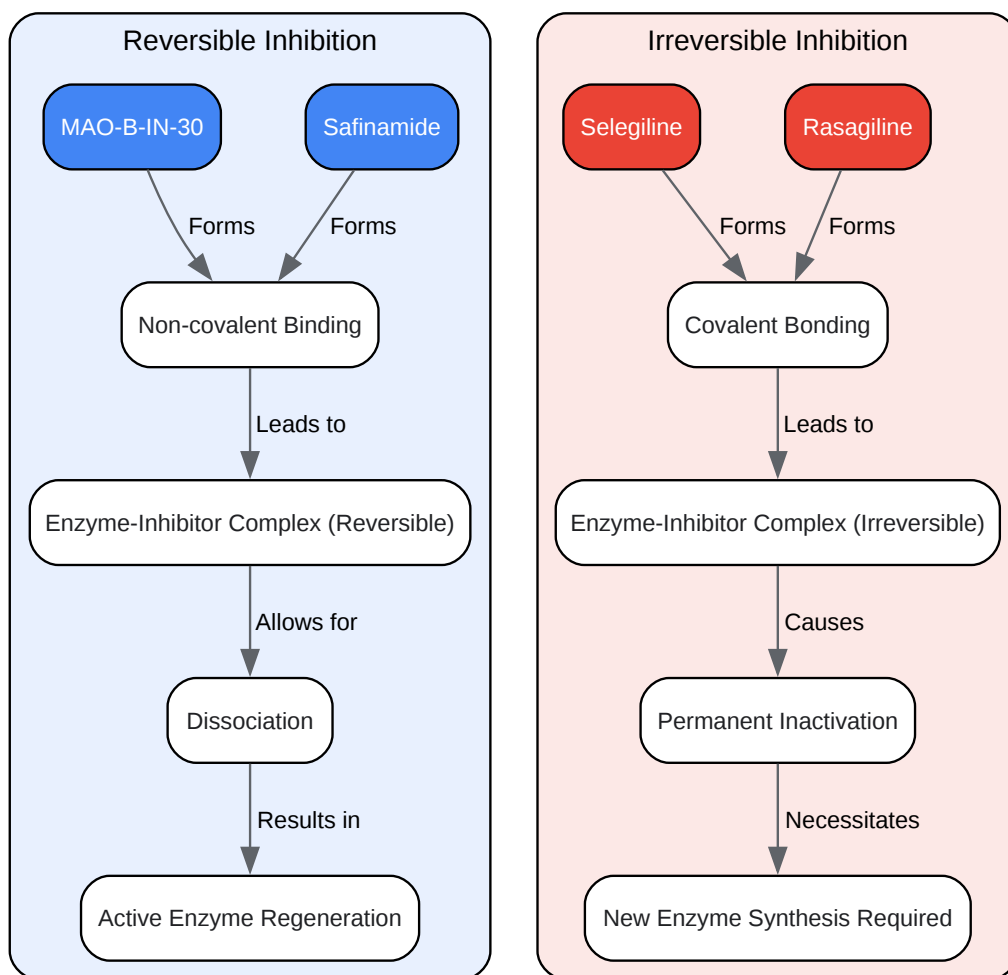 Reversible Inhibition
MAO-B-IN-30
Safinamide
Forms
Forms
Non-covalent Binding
Leads to
Enzyme-Inhibitor Complex (Reversible)
Allows for
Dissociation
Results in
Active Enzyme Regeneration
Irreversible Inhibition
Selegiline
Rasagiline
Forms
Forms
Covalent Bonding
Leads to
Enzyme-Inhibitor Complex (Irreversible)
Causes
Permanent Inactivation
Necessitates
New Enzyme Synthesis Required